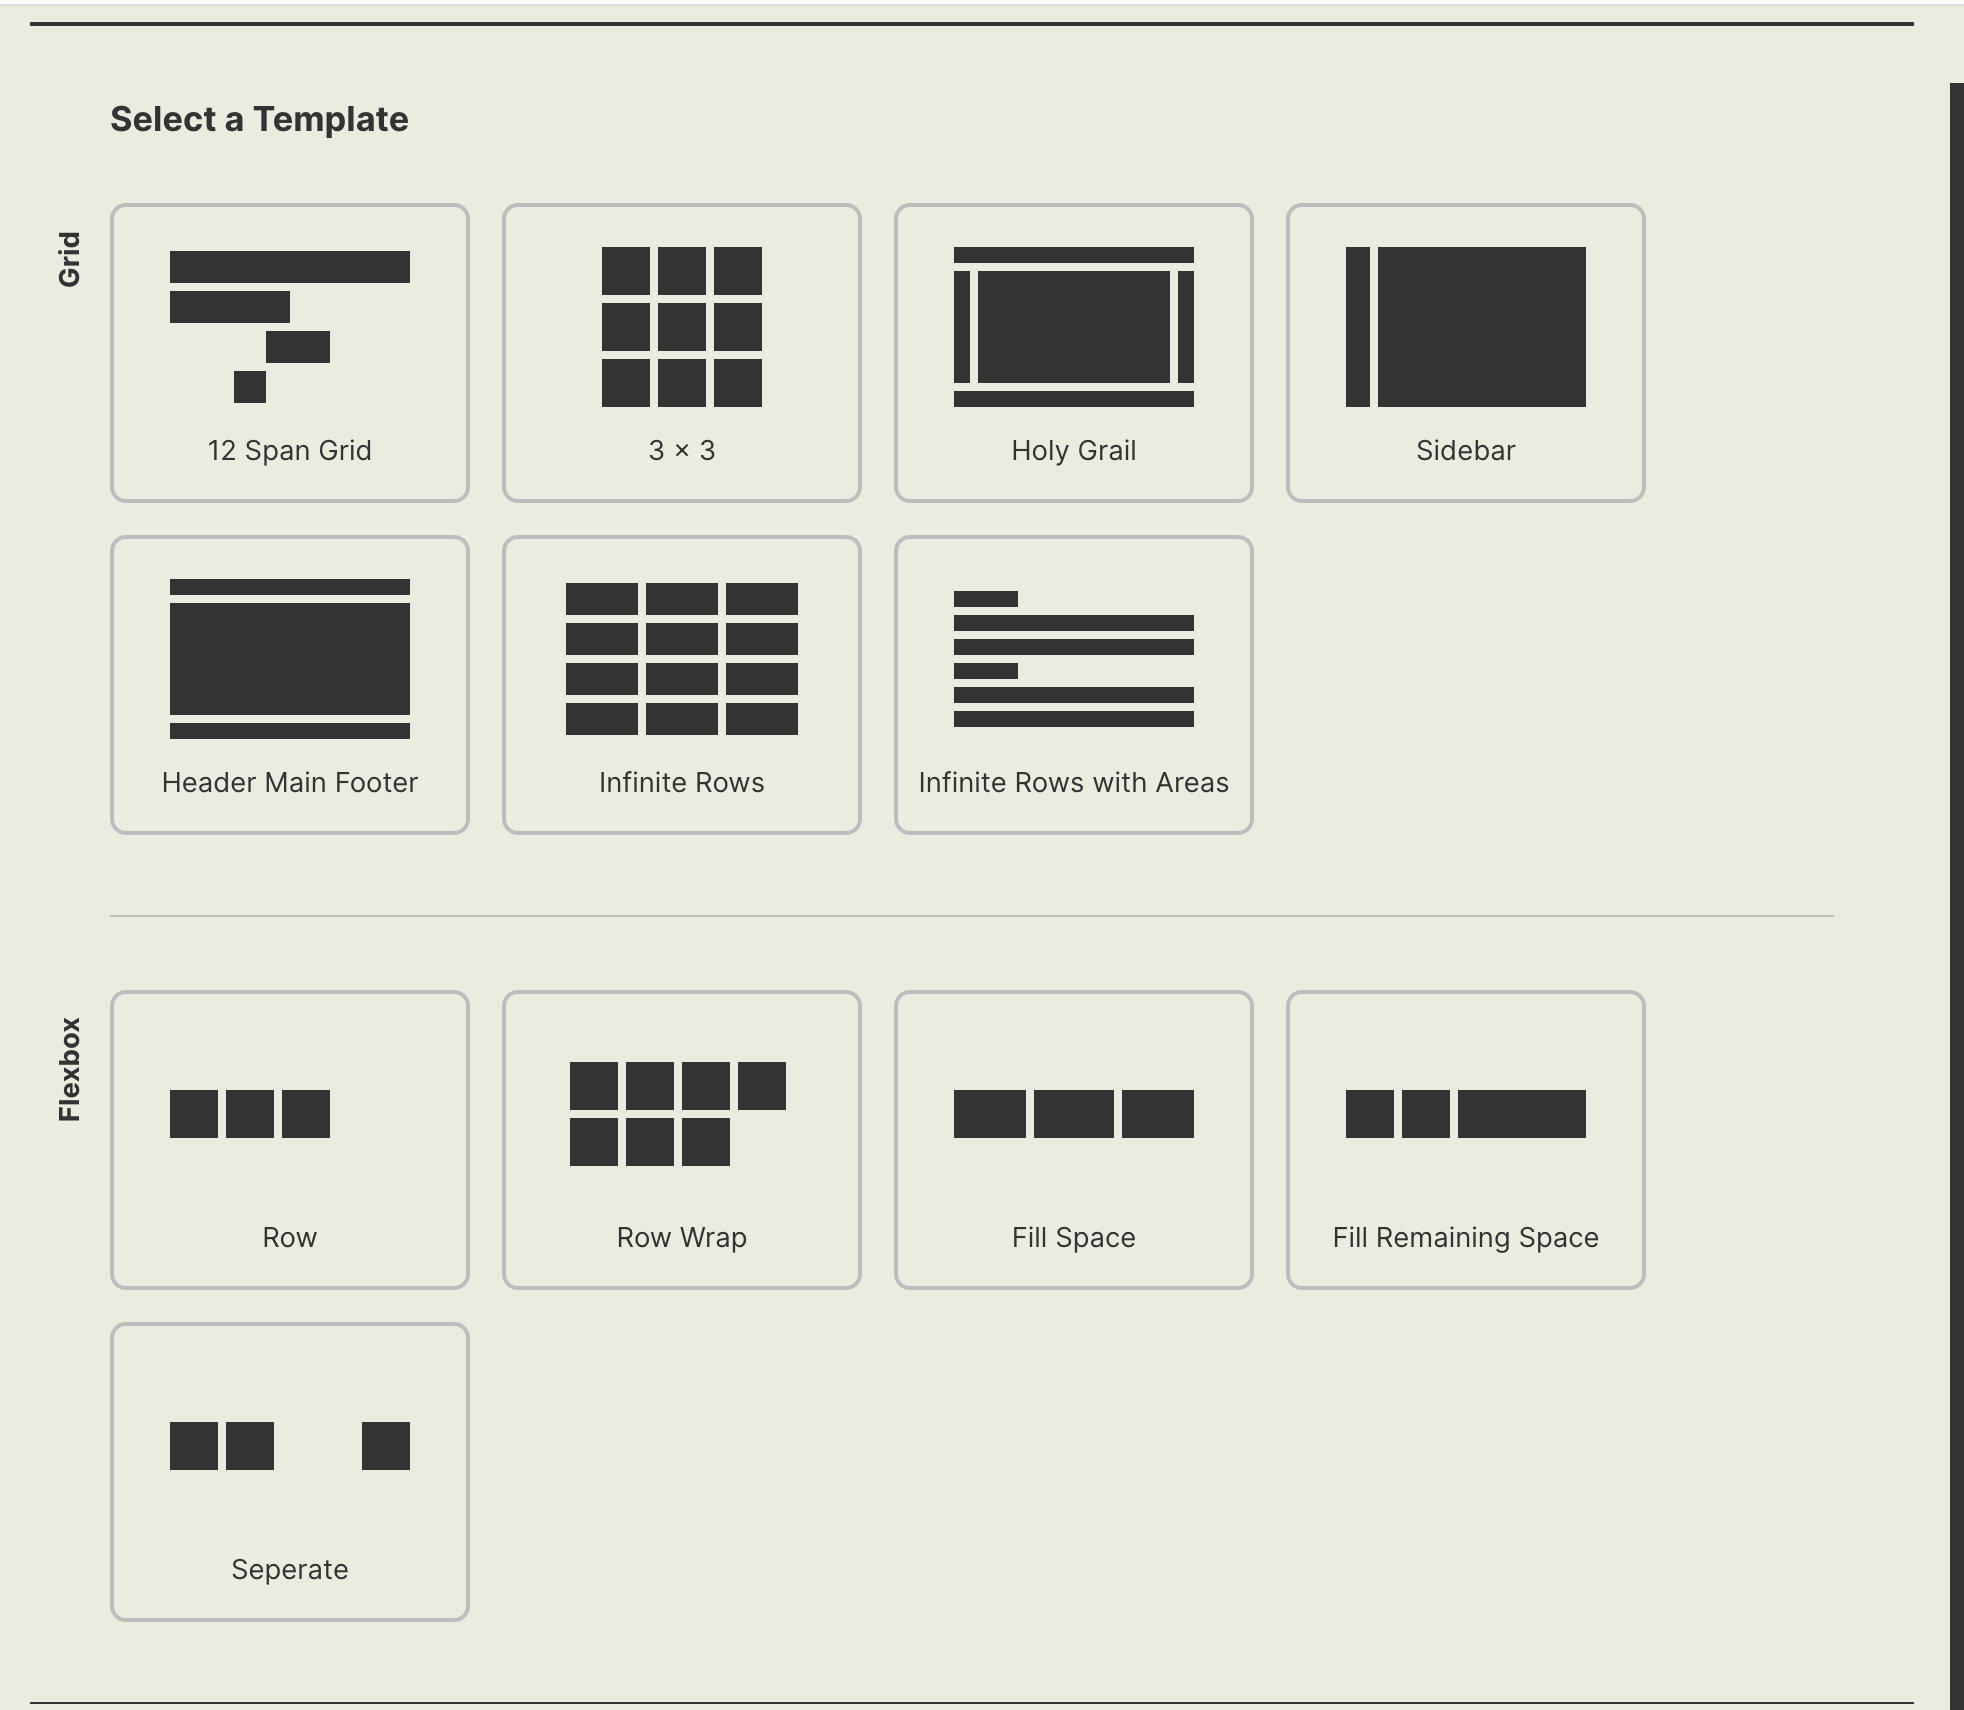 Select a Template
Grid
12 Span Grid
3 × 3
Holy Grail
Sidebar
Header Main Footer
Infinite Rows
Infinite Rows with Areas
Flexbox
Row
Row Wrap
Fill Space
Fill Remaining Space
Seperate